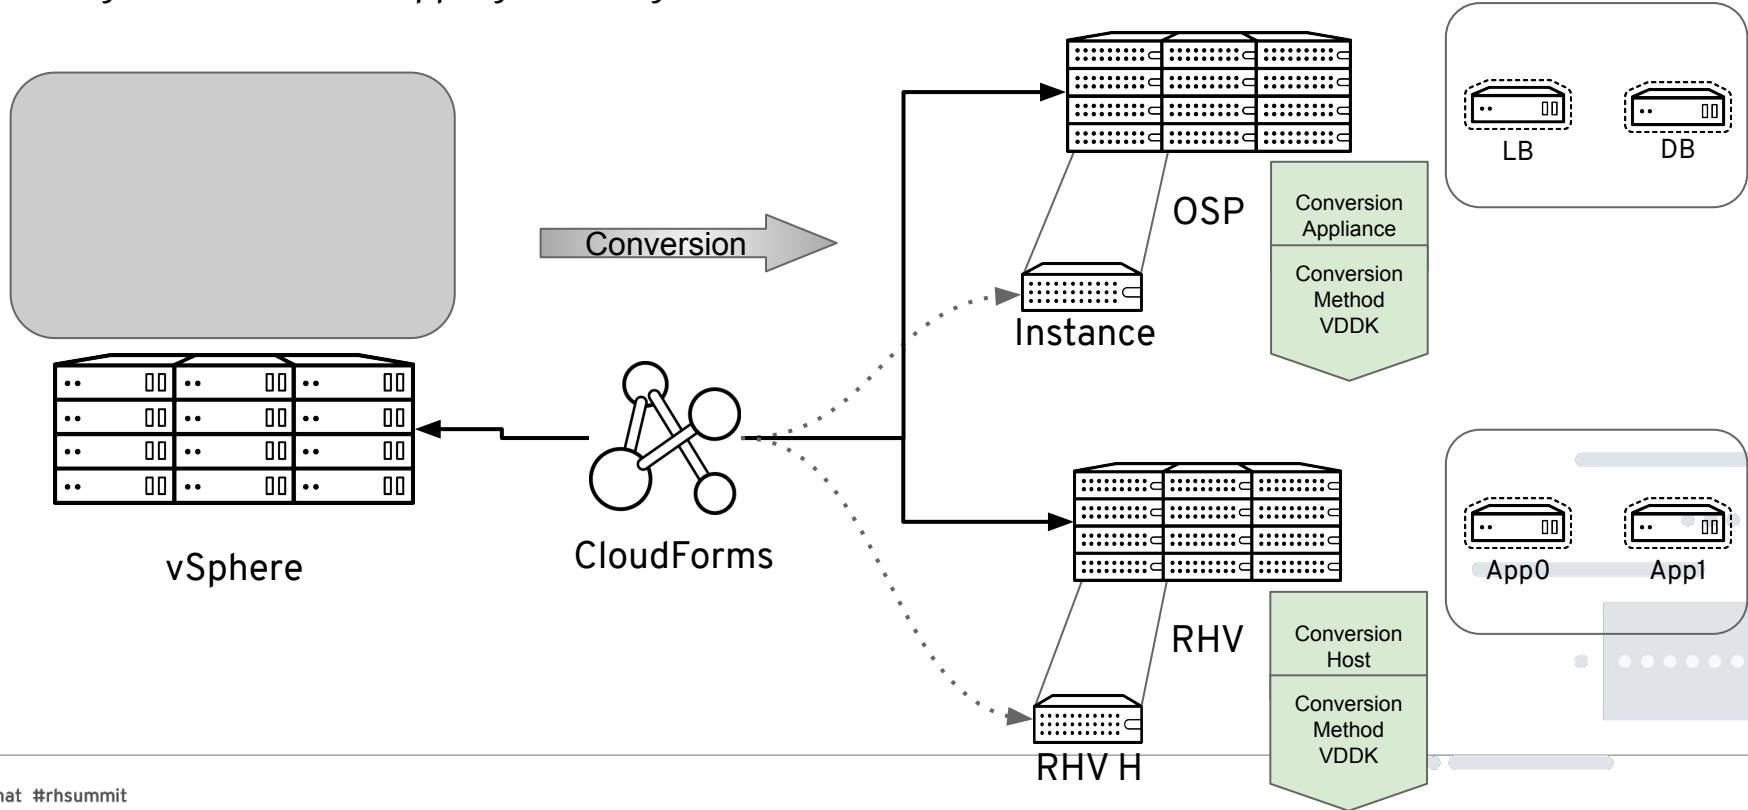 LB
DB
OSP
Conversion
Appliance
Conversion
Conversion
Method
VDDK
Instance
vSphere
CloudForms
App0
App1
RHV
Conversion
Host
Conversion
Method
VDDK
RHV H
#rhsummit